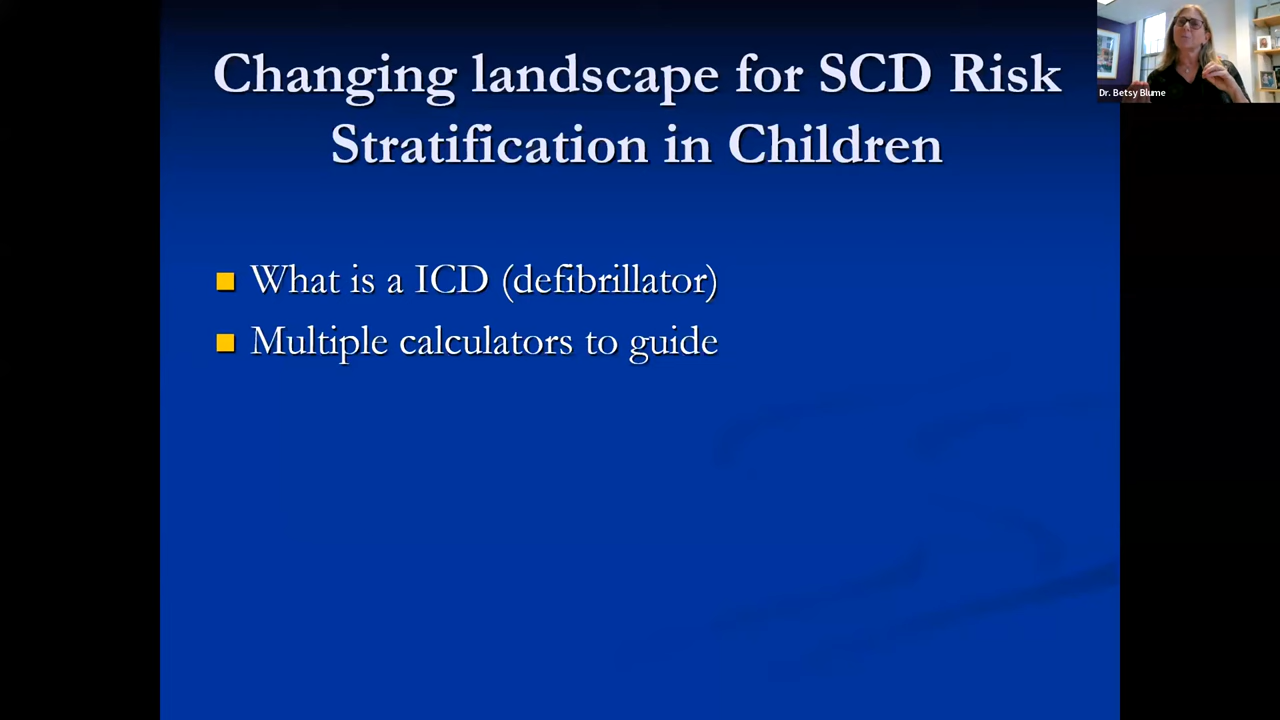 Changing landscape for SCD Risk
Stratification in Children
What is a ICD (defibrillator)
Multiple calculators to guide
Dr. Betsy Blume